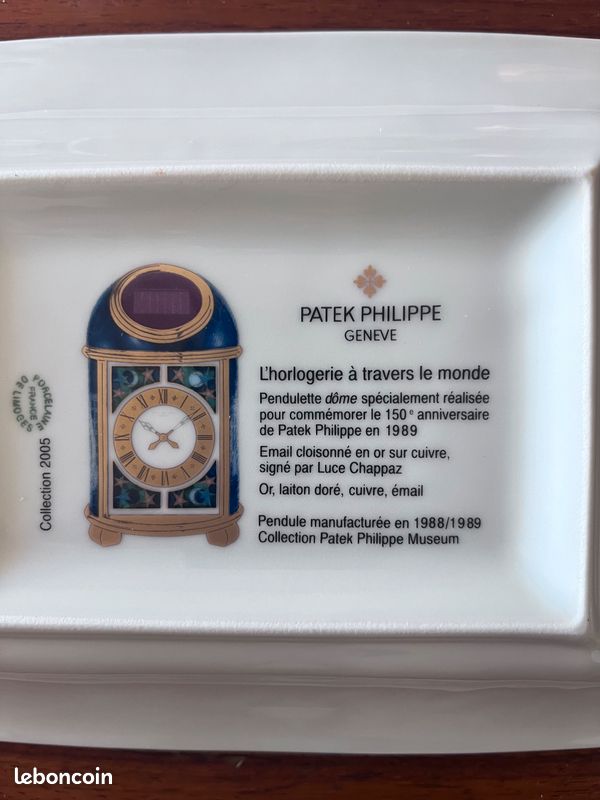 PATEK PHILIPPE
GENEVE
L'horlogerie à travers le monde
Pendulette dôme spécialement réalisée
pour commémorer le 150e anniversaire
de Patek Philippe en 1989
Email cloisonné en or sur cuivre,
signé par Luce Chappaz
Or, laiton doré, cuivre, émail
Pendule manufacturée en 1988/1989
Collection Patek Philippe Museum
PORCELAINE
DE LIMOGES
FRANCE
Collection 2005
leboncoin